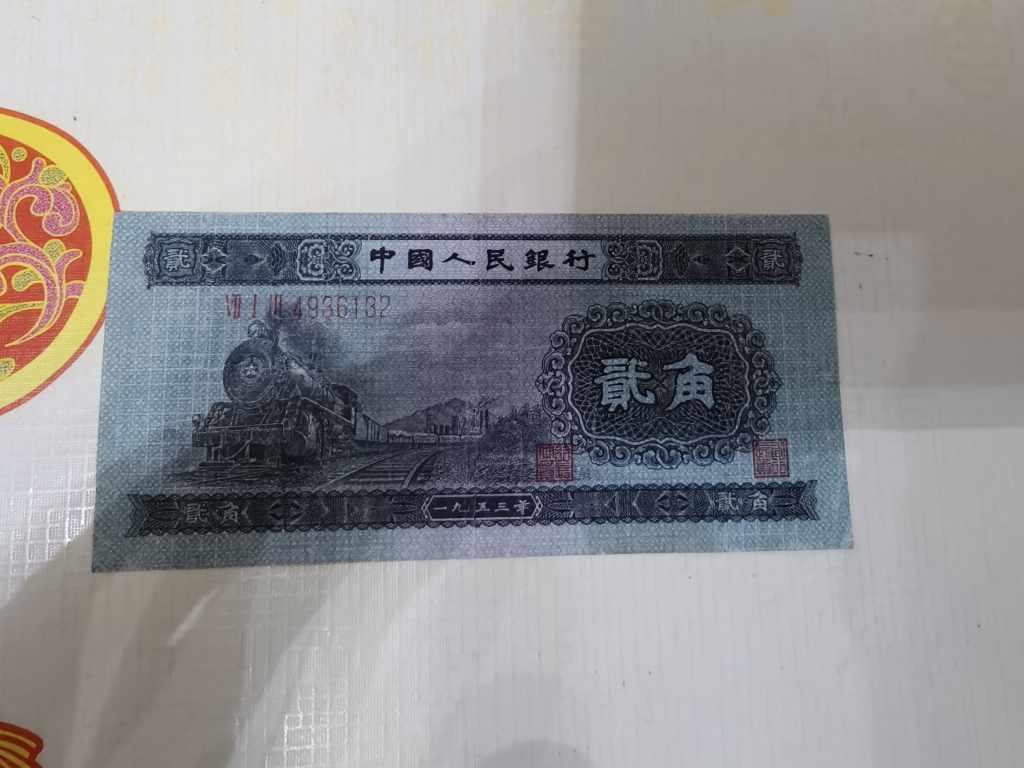 貳 中國人民銀行 貳
VII I III 4936132
貳角
貳角 一九五三年 貳角